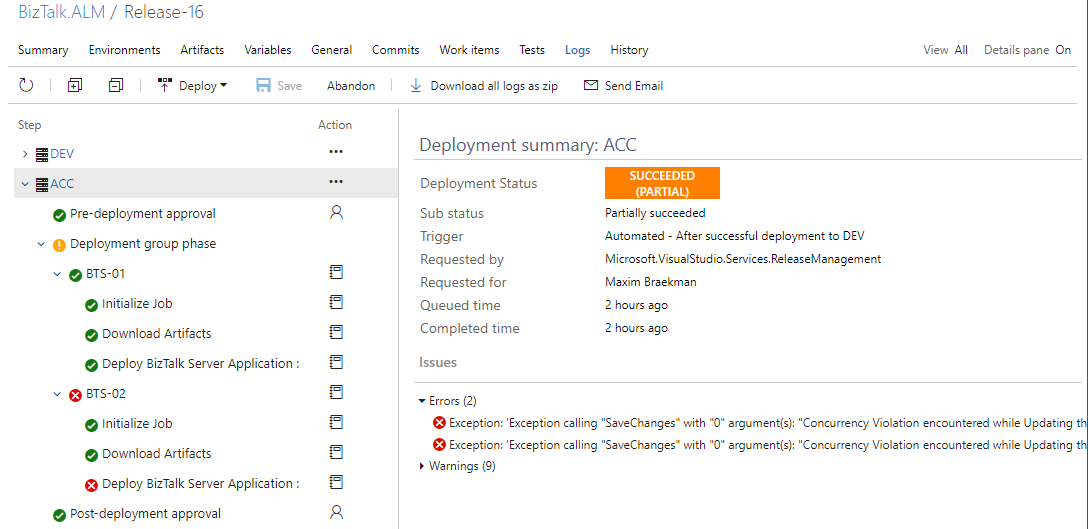 BizTalk.ALM / Release-16
Summary Environments Artifacts Variables General Commits Work items Tests Logs History View All Details pane On
Deploy Save Abandon Download all logs as zip Send Email
Step Action
DEV ...
ACC ...
Pre-deployment approval
Deployment group phase
BTS-01
Initialize Job
Download Artifacts
Deploy BizTalk Server Application :
BTS-02
Initialize Job
Download Artifacts
Deploy BizTalk Server Application :
Post-deployment approval
Deployment summary: ACC
Deployment Status SUCCEEDED
(PARTIAL)
Sub status Partially succeeded
Trigger Automated - After successful deployment to DEV
Requested by Microsoft.VisualStudio.Services.ReleaseManagement
Requested for Maxim Braekman
Queued time 2 hours ago
Completed time 2 hours ago
Issues
Errors (2)
Exception: 'Exception calling "SaveChanges" with "0" argument(s): "Concurrency Violation encountered while Updating th
Exception: 'Exception calling "SaveChanges" with "0" argument(s): "Concurrency Violation encountered while Updating th
Warnings (9)